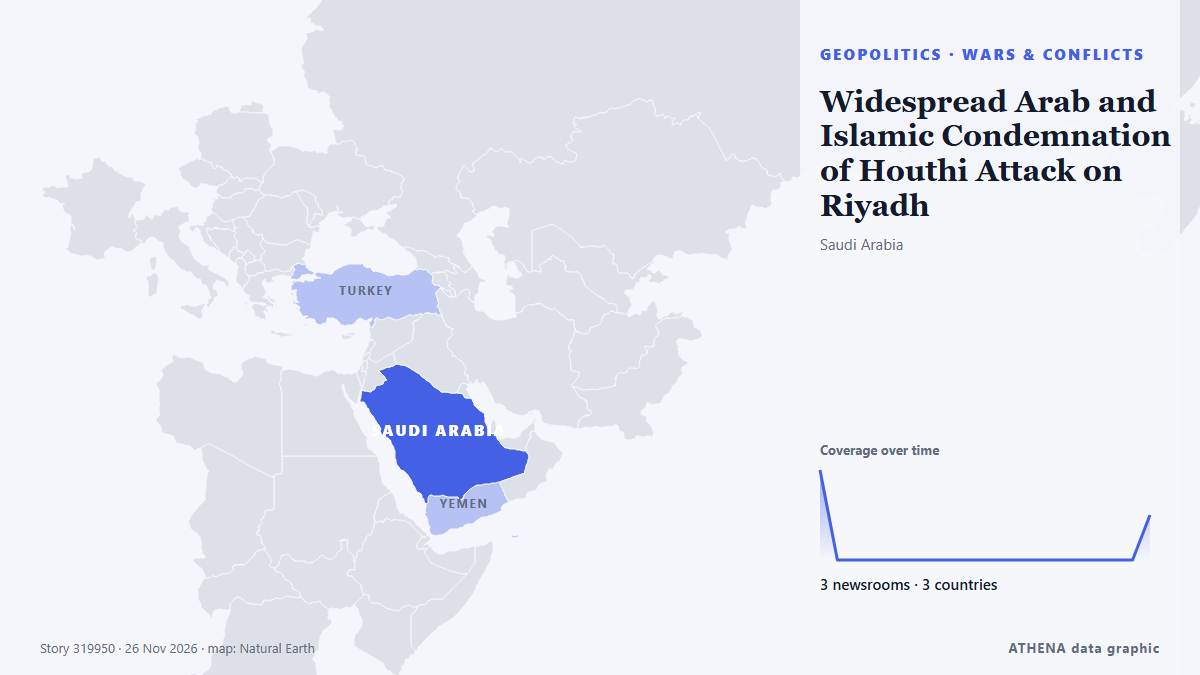 GEOPOLITICS · WARS & CONFLICTS
Widespread Arab and
Islamic Condemnation
of Houthi Attack on
Riyadh
Saudi Arabia
TURKEY
SAUDI ARABIA
YEMEN
Coverage over time
3 newsrooms · 3 countries
Story 319950 · 26 Nov 2026 · map: Natural Earth
ATHENA data graphic